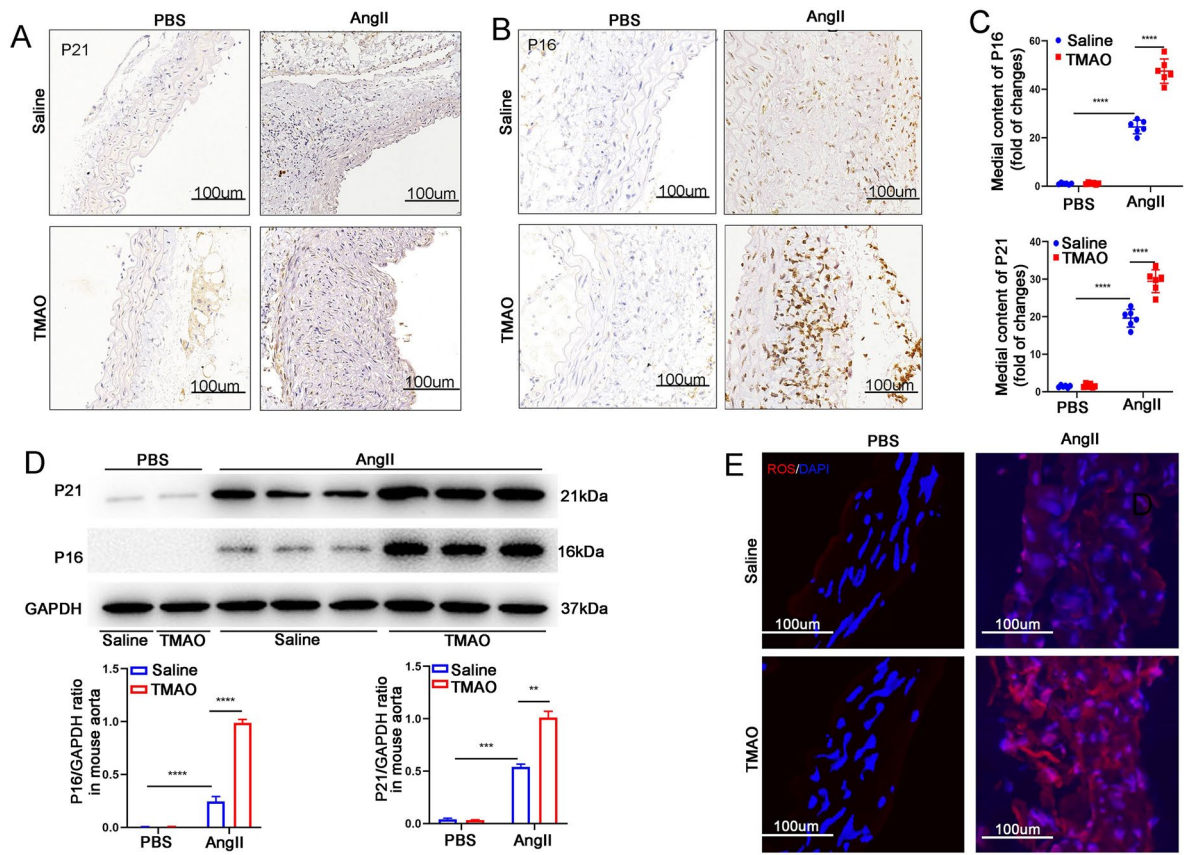 A
PBS
AngII
P21
Saline
100um
100um
TMAO
100um
100um
B
PBS
AngII
P16
Saline
100um
100um
TMAO
100um
100um
C
Saline
TMAO
****
****
Medial content of P16
(fold of changes)
60
40
20
0
PBS
AngII
Saline
TMAO
****
****
Medial content of P21
(fold of changes)
40
30
20
10
0
PBS
AngII
D
PBS
AngII
P21
21kDa
P16
16kDa
GAPDH
37kDa
Saline
TMAO
Saline
TMAO
Saline
TMAO
****
****
P16/GAPDH ratio
in mouse aorta
1.5
1.0
0.5
0.0
PBS
AngII
Saline
TMAO
**
***
P21/GAPDH ratio
in mouse aorta
1.5
1.0
0.5
0.0
PBS
AngII
E
PBS
AngII
ROS/DAPI
D
Saline
100um
100um
TMAO
100um
100um